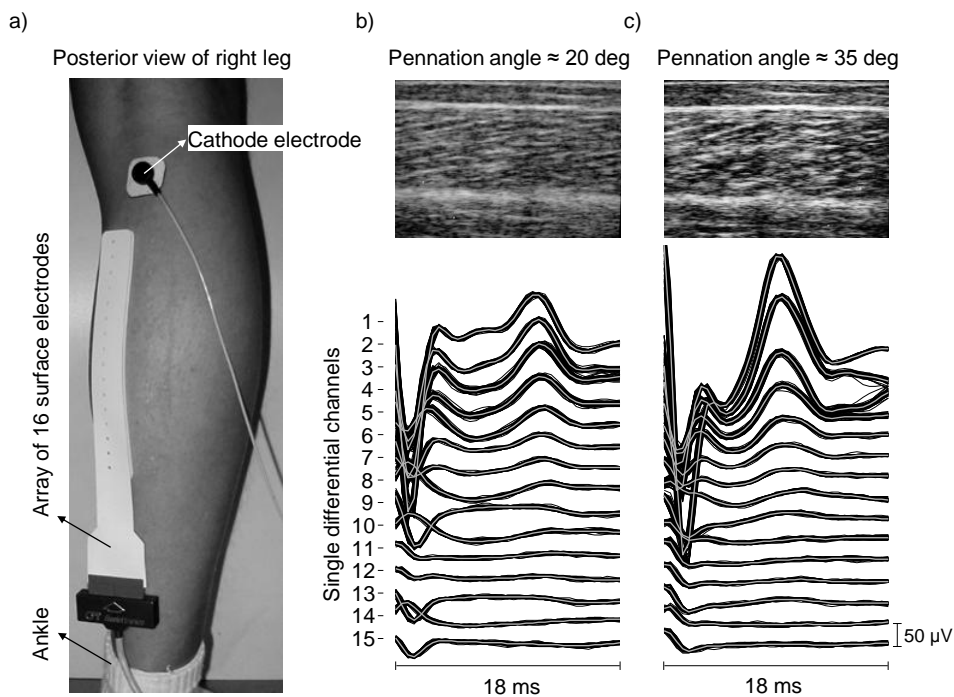 a)
Posterior view of right leg
Cathode electrode
Array of 16 surface electrodes
Ankle
b)
Pennation angle ≈ 20 deg
Single differential channels
1
2
3
4
5
6
7
8
9
10
11
12
13
14
15
18 ms
c)
Pennation angle ≈ 35 deg
50 µV
18 ms